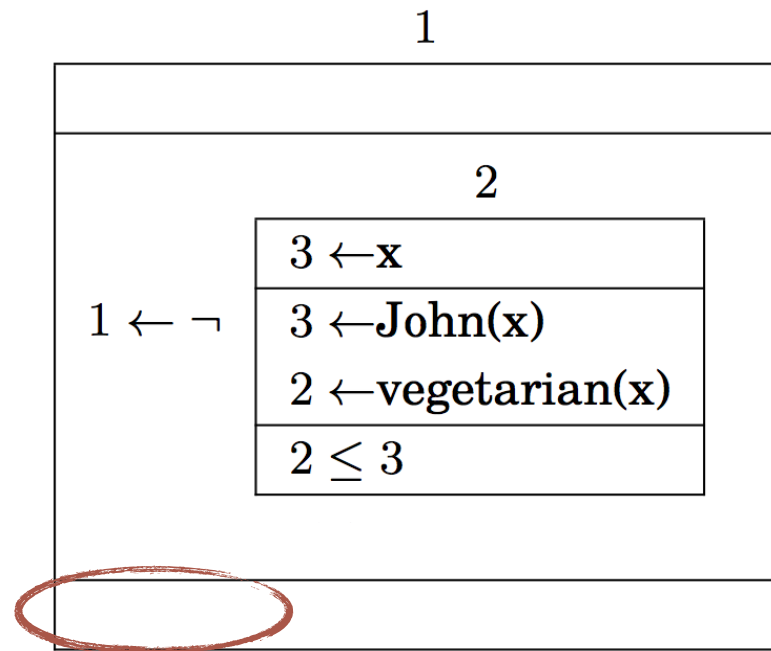 1
2
3 ←x
1 ← ¬
3 ←John(x)
2 ←vegetarian(x)
2 ≤ 3